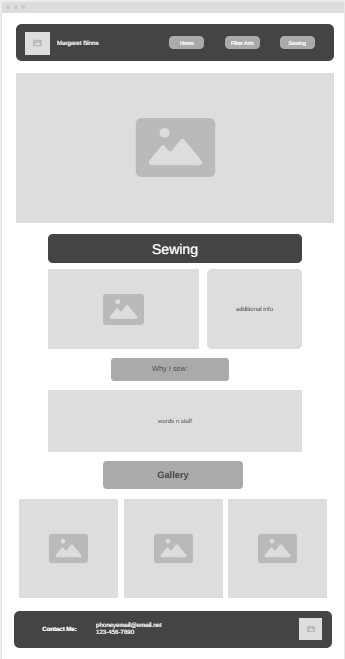 Margaret Binns
Home
Fiber Arts
Sewing
Sewing
additional info
Why I sew:
words n stuff
Gallery
Contact Me:
phoneyemail@email.net
123-456-7890